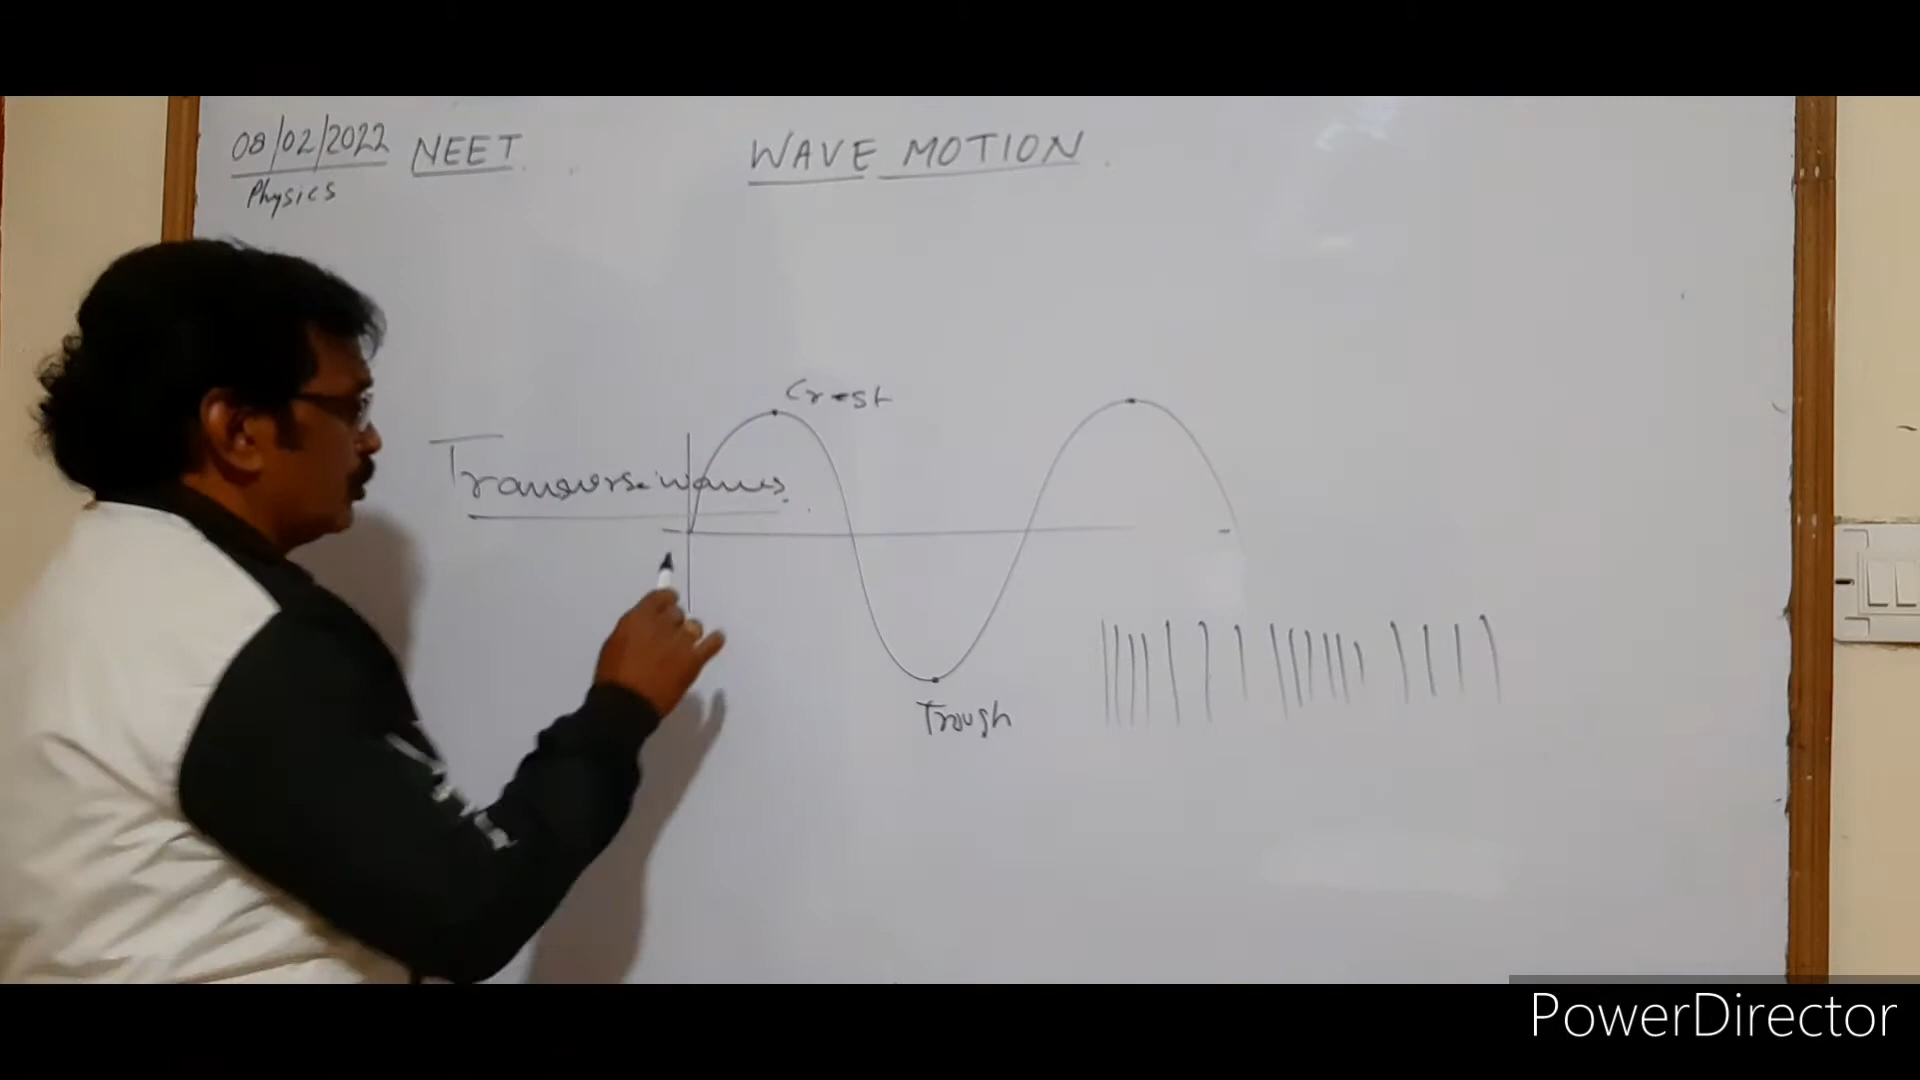 08/02/2022 NEET
Physics
WAVE MOTION
Crest
Transverse waves.
Trough
PowerDirector